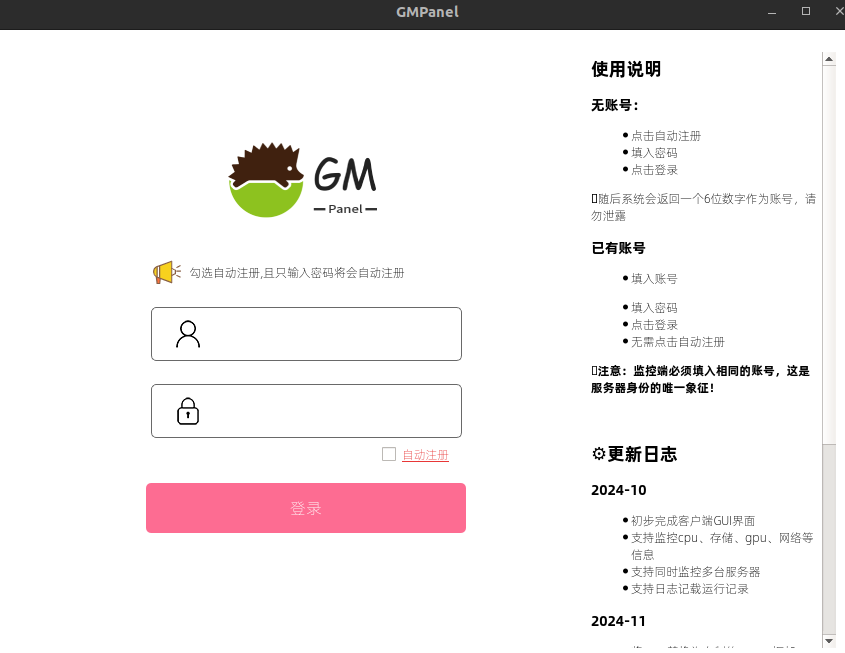 GMPanel
GM
Panel
勾选自动注册,且只输入密码将会自动注册
自动注册
登录
使用说明
无账号：
点击自动注册
填入密码
点击登录
随后系统会返回一个6位数字作为账号，请
勿泄露
已有账号
填入账号
填入密码
点击登录
无需点击自动注册
注意：监控端必须填入相同的账号，这是
服务器身份的唯一象征！
⚙更新日志
2024-10
初步完成客户端GUI界面
支持监控cpu、存储、gpu、网络等
信息
支持同时监控多台服务器
支持日志记载运行记录
2024-11